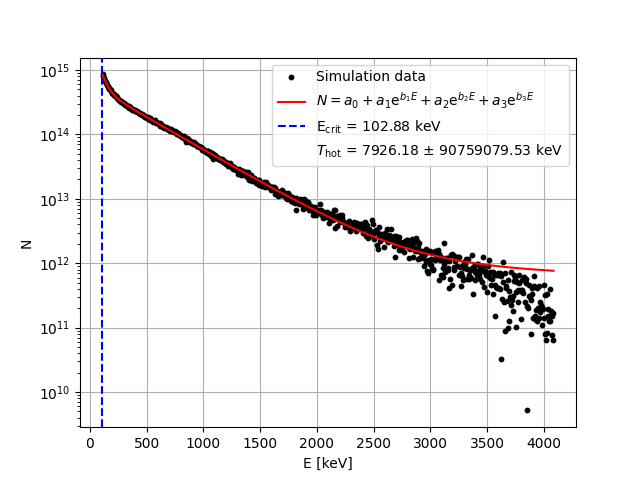 Simulation data
N = a₀ + a₁e^{b₁E} + a₂e^{b₂E} + a₃e^{b₃E}
E_crit = 102.88 keV
T_hot = 7926.18 ± 90759079.53 keV
10¹⁵
10¹⁴
10¹³
10¹²
10¹¹
10¹⁰
N
0 500 1000 1500 2000 2500 3000 3500 4000
E [keV]